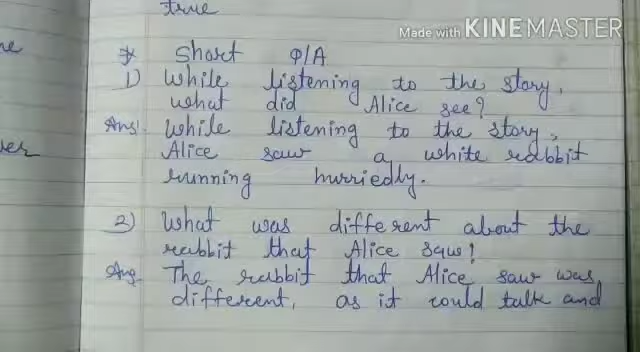 true
Made with KINEMASTER
* Short Q/A
1) While listening to the story,
what did Alice see?
Ans. While listening to the story,
Alice saw a white rabbit
running hurriedly.
2) What was different about the
rabbit that Alice saw!
Ans The rabbit that Alice saw was
different, as it could talk and